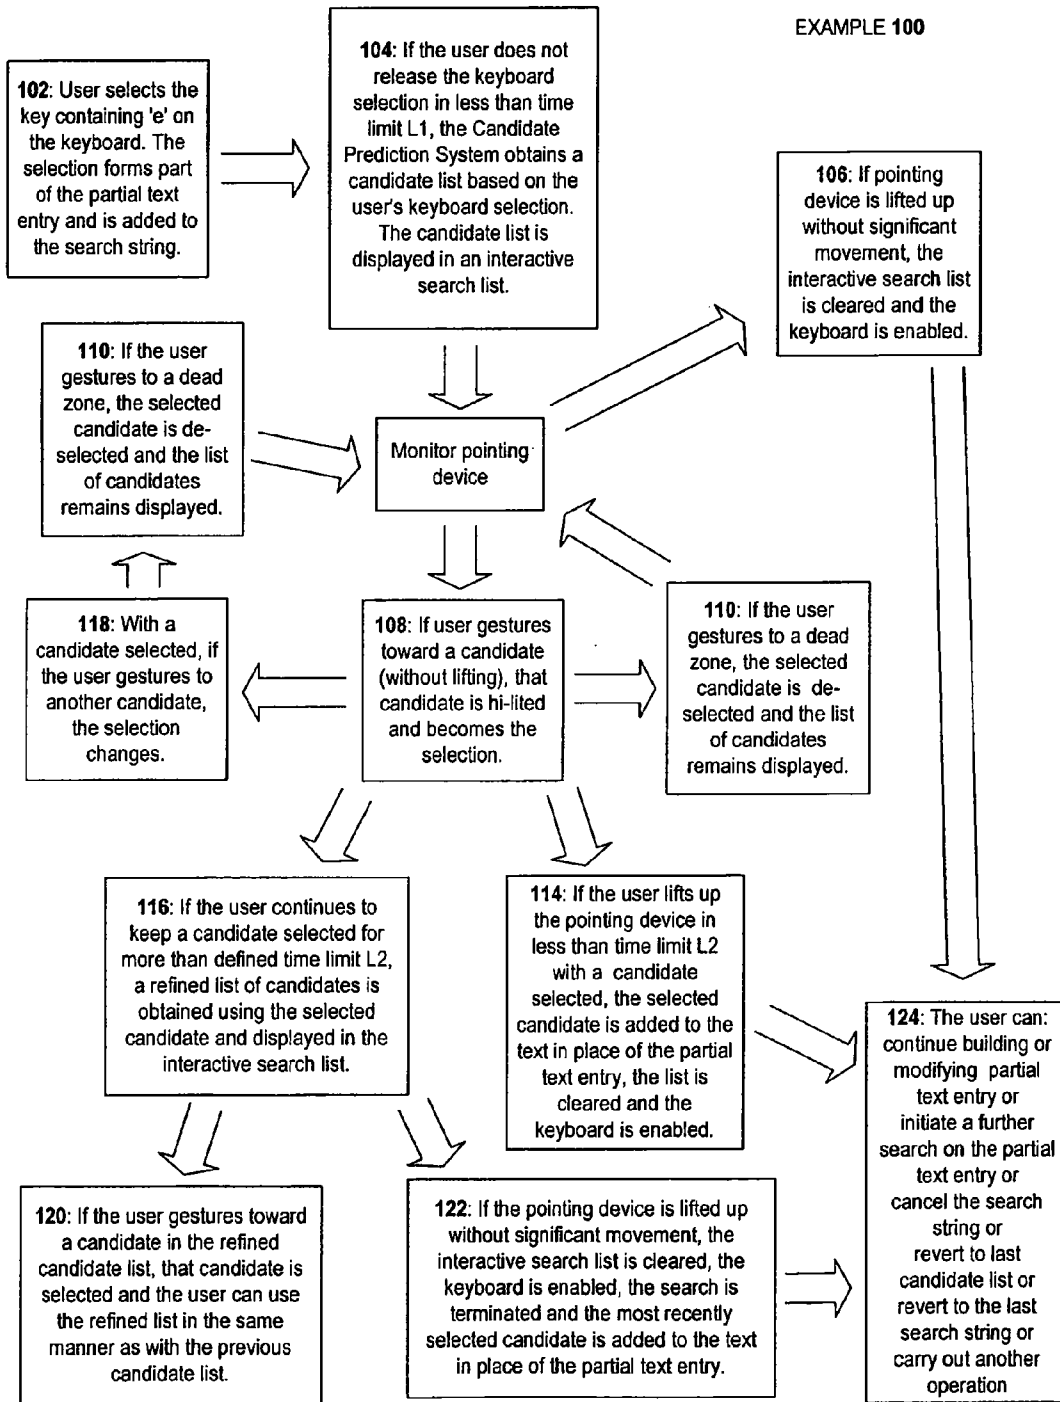 EXAMPLE 100
102: User selects the
key containing 'e' on
the keyboard. The
selection forms part
of the partial text
entry and is added to
the search string.
104: If the user does not
release the keyboard
selection in less than time
limit L1, the Candidate
Prediction System obtains a
candidate list based on the
user's keyboard selection.
The candidate list is
displayed in an interactive
search list.
106: If pointing
device is lifted up
without significant
movement, the
interactive search list
is cleared and the
keyboard is enabled.
110: If the user
gestures to a dead
zone, the selected
candidate is de-
selected and the list
of candidates
remains displayed.
Monitor pointing
device
118: With a
candidate selected, if
the user gestures to
another candidate,
the selection
changes.
108: If user gestures
toward a candidate
(without lifting), that
candidate is hi-lited
and becomes the
selection.
110: If the user
gestures to a dead
zone, the selected
candidate is de-
selected and the list
of candidates
remains displayed.
116: If the user continues to
keep a candidate selected for
more than defined time limit L2,
a refined list of candidates is
obtained using the selected
candidate and displayed in the
interactive search list.
114: If the user lifts up
the pointing device in
less than time limit L2
with a candidate
selected, the selected
candidate is added to the
text in place of the partial
text entry, the list is
cleared and the
keyboard is enabled.
124: The user can:
continue building or
modifying partial
text entry or
initiate a further
search on the partial
text entry or
cancel the search
string or
revert to last
candidate list or
revert to the last
search string or
carry out another
operation
120: If the user gestures toward
a candidate in the refined
candidate list, that candidate is
selected and the user can use
the refined list in the same
manner as with the previous
candidate list.
122: If the pointing device is lifted up
without significant movement, the
interactive search list is cleared, the
keyboard is enabled, the search is
terminated and the most recently
selected candidate is added to the text
in place of the partial text entry.